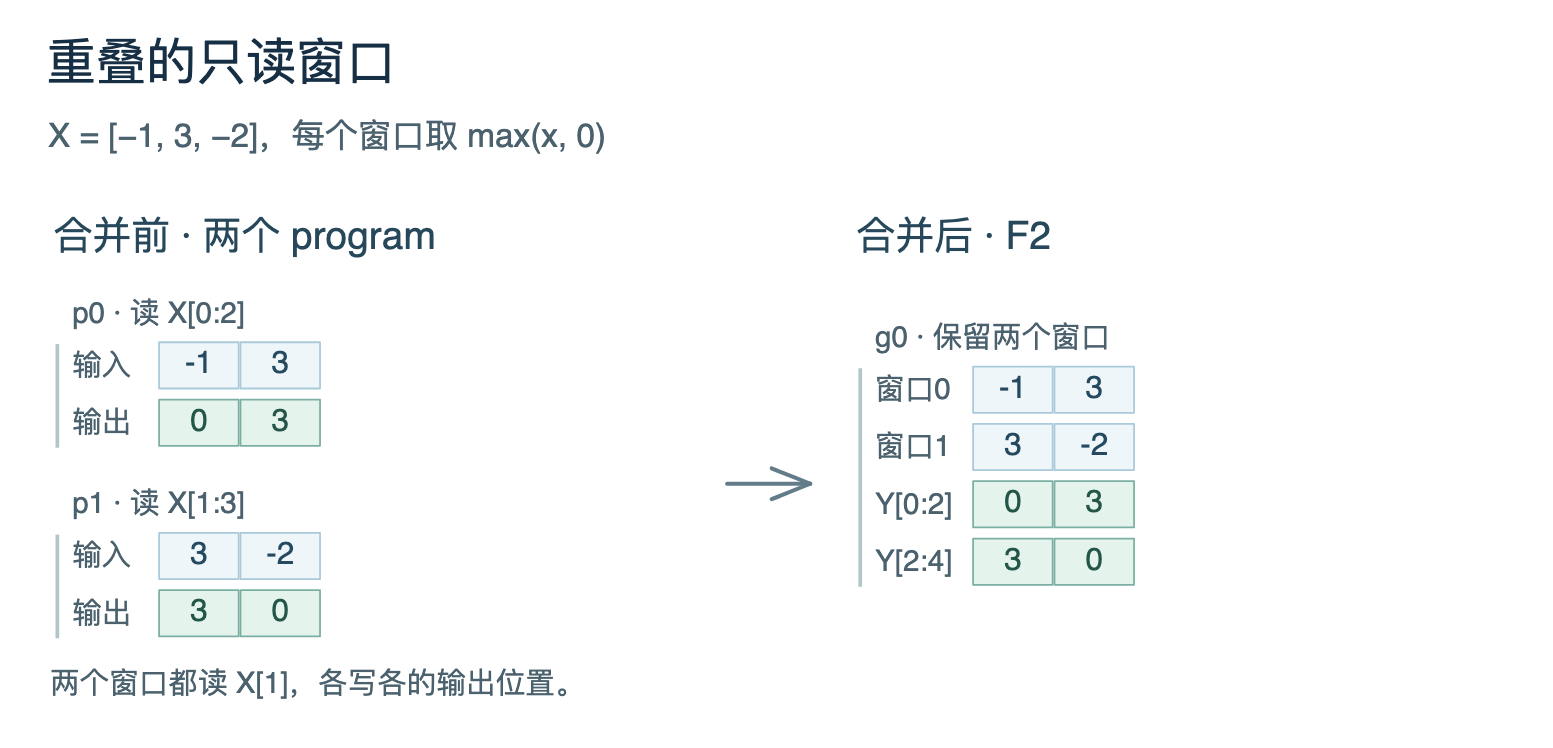 重叠的只读窗口
X = [−1, 3, −2]，每个窗口取 max(x, 0)
合并前 · 两个 program
p0 · 读 X[0:2]
输入 -1 3
输出 0 3
p1 · 读 X[1:3]
输入 3 -2
输出 3 0
两个窗口都读 X[1]，各写各的输出位置。
合并后 · F2
g0 · 保留两个窗口
窗口0 -1 3
窗口1 3 -2
Y[0:2] 0 3
Y[2:4] 3 0